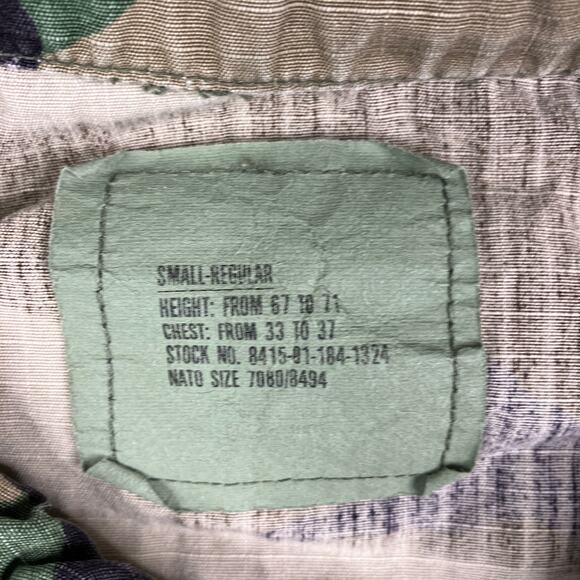 SMALL-REGULAR
HEIGHT: FROM 67 TO 71
CHEST: FROM 33 TO 37
STOCK NO. 8415-01-184-1324
NATO SIZE 7080/8494